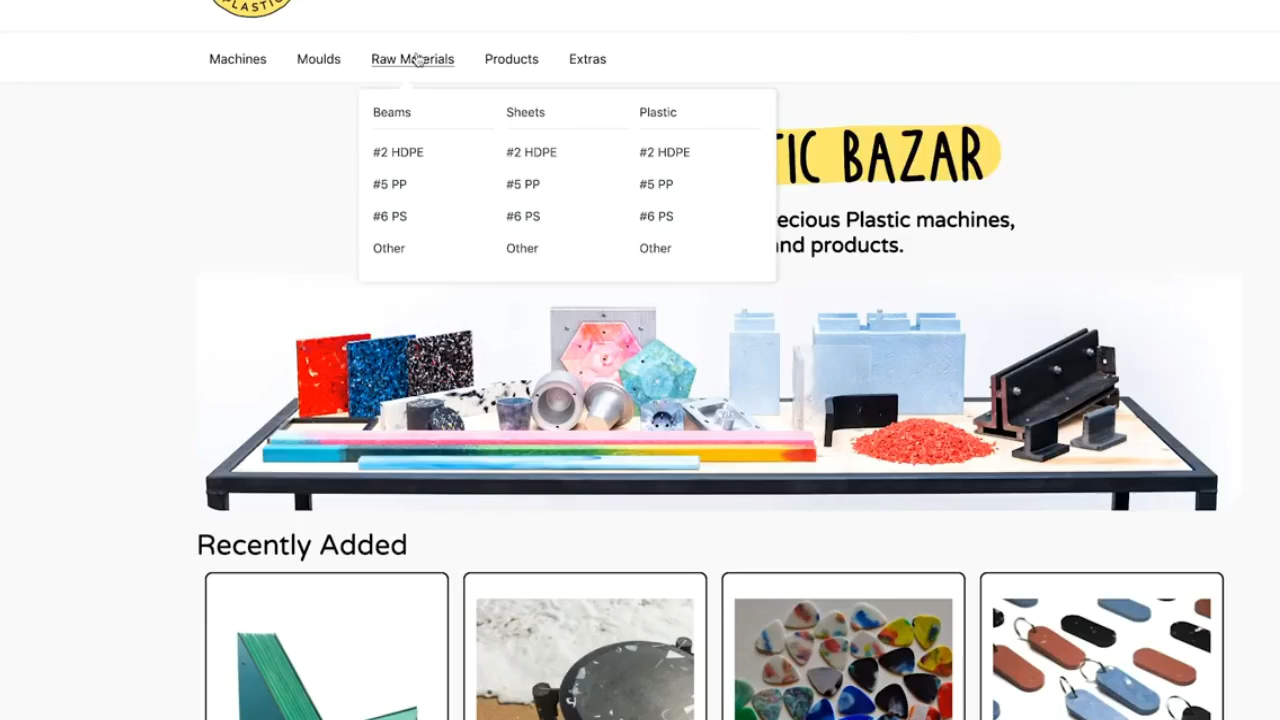 PLASTIC
Machines Moulds Raw Materials Products Extras
Beams Sheets Plastic
#2 HDPE #2 HDPE #2 HDPE
#5 PP #5 PP #5 PP
#6 PS #6 PS #6 PS
Other Other Other
TIC BAZAR
ecious Plastic machines,
and products.
Recently Added